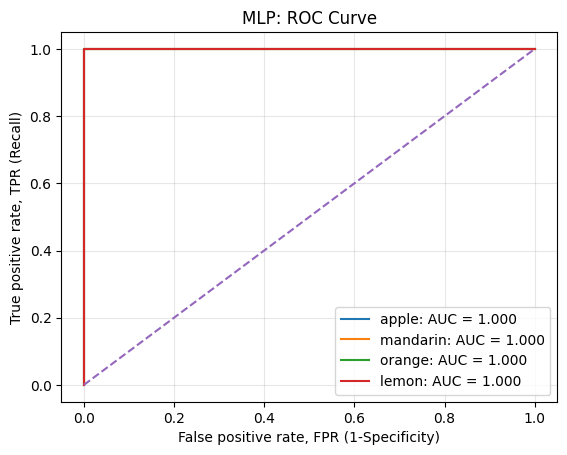 MLP: ROC Curve
True positive rate, TPR (Recall)
1.0
0.8
0.6
0.4
0.2
0.0
apple: AUC = 1.000
mandarin: AUC = 1.000
orange: AUC = 1.000
lemon: AUC = 1.000
0.0 0.2 0.4 0.6 0.8 1.0
False positive rate, FPR (1-Specificity)